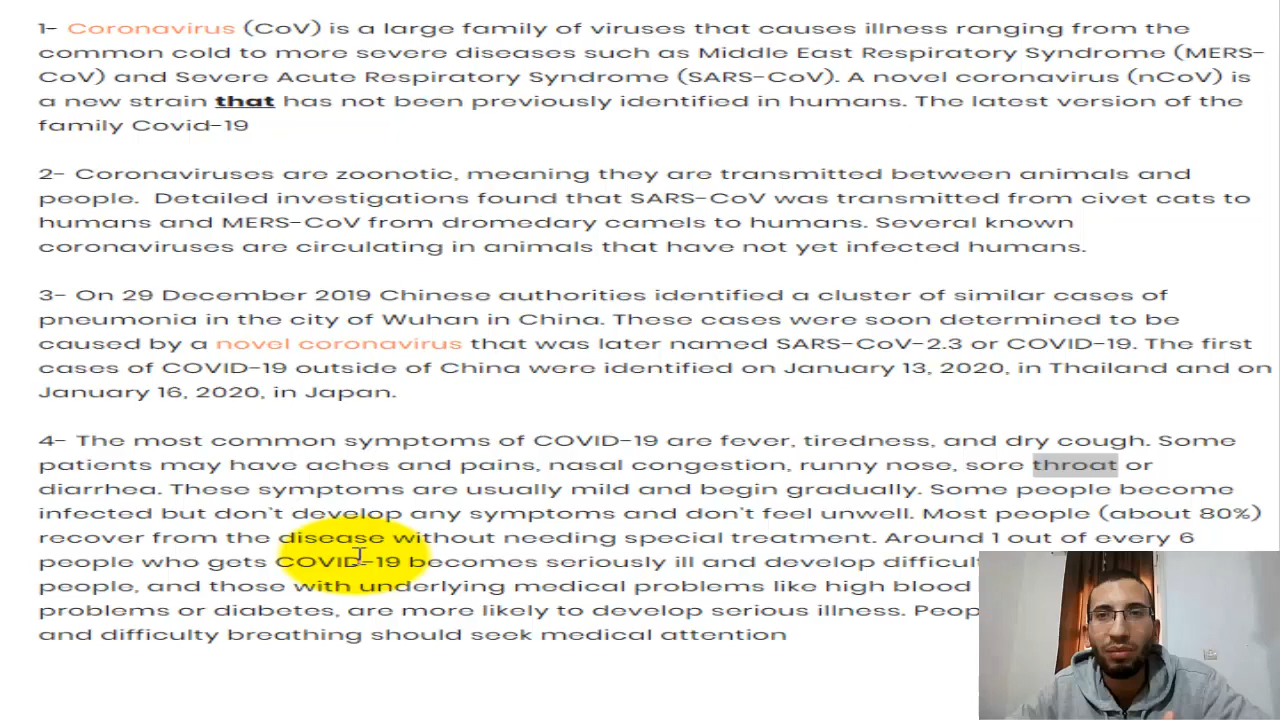 1- Coronavirus (CoV) is a large family of viruses that causes illness ranging from the
common cold to more severe diseases such as Middle East Respiratory Syndrome (MERS-
CoV) and Severe Acute Respiratory Syndrome (SARS-CoV). A novel coronavirus (nCoV) is
a new strain that has not been previously identified in humans. The latest version of the
family Covid-19
2- Coronaviruses are zoonotic, meaning they are transmitted between animals and
people. Detailed investigations found that SARS-CoV was transmitted from civet cats to
humans and MERS-CoV from dromedary camels to humans. Several known
coronaviruses are circulating in animals that have not yet infected humans.
3- On 29 December 2019 Chinese authorities identified a cluster of similar cases of
pneumonia in the city of Wuhan in China. These cases were soon determined to be
caused by a novel coronavirus that was later named SARS-CoV-2.3 or COVID-19. The first
cases of COVID-19 outside of China were identified on January 13, 2020, in Thailand and on
January 16, 2020, in Japan.
4- The most common symptoms of COVID-19 are fever, tiredness, and dry cough. Some
patients may have aches and pains, nasal congestion, runny nose, sore throat or
diarrhea. These symptoms are usually mild and begin gradually. Some people become
infected but don't develop any symptoms and don't feel unwell. Most people (about 80%)
recover from the disease without needing special treatment. Around 1 out of every 6
people who gets COVID-19 becomes seriously ill and develop
people, and those with underlying medical problems like high blood
problems or diabetes, are more likely to develop serious illness.
and difficulty breathing should seek medical attention